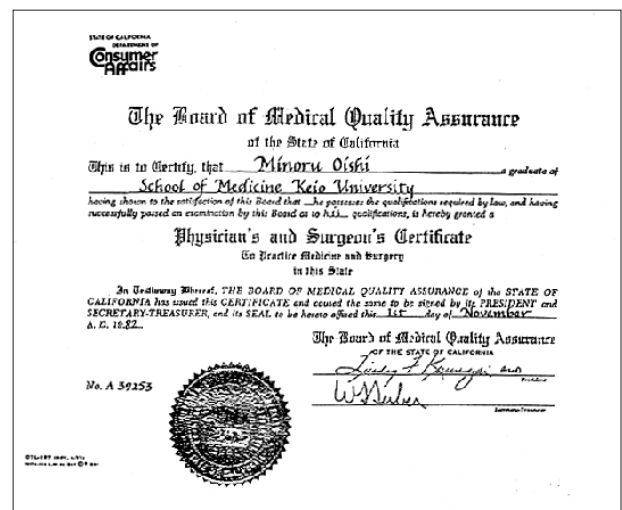 STATE OF CALIFORNIA
DEPARTMENT OF
Consumer
Affairs
The Board of Medical Quality Assurance
of the State of California
This is to Certify, that Minoru Oishi a graduate of
School of Medicine Keio University
having shown to the satisfaction of this Board that he possesses the qualifications required by law, and having
successfully passed an examination by this Board as to his qualifications, is hereby granted a
Physician's and Surgeon's Certificate
To Practice Medicine and Surgery
in this State
In Testimony Whereof, THE BOARD OF MEDICAL QUALITY ASSURANCE of the STATE OF
CALIFORNIA has issued this CERTIFICATE and caused the same to be signed by its PRESIDENT and
SECRETARY-TREASURER, and its SEAL to be hereto affixed this 1st day of November
A. D. 1982
The Board of Medical Quality Assurance
OF THE STATE OF CALIFORNIA
President
No. A 39253
Secretary-Treasurer